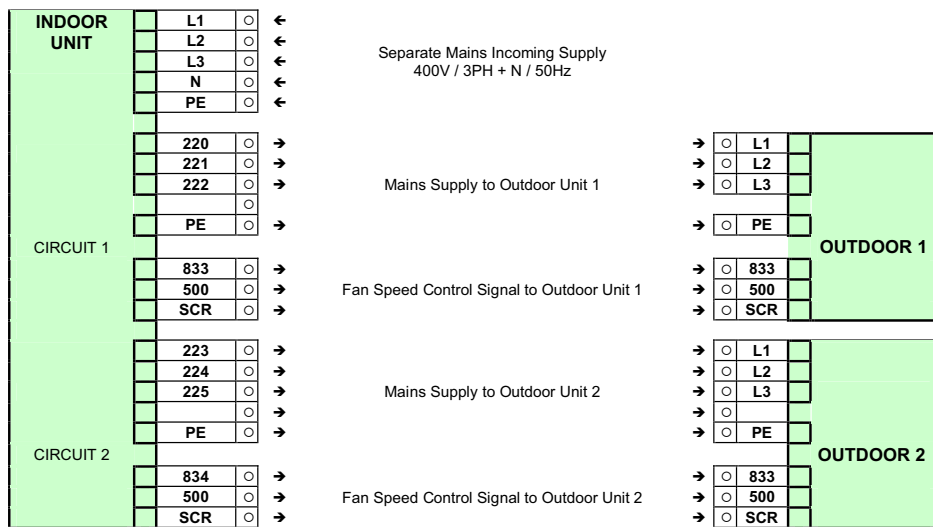 INDOOR UNIT
L1
L2
L3
N
PE
Separate Mains Incoming Supply
400V / 3PH + N / 50Hz
CIRCUIT 1
220
221
222
PE
Mains Supply to Outdoor Unit 1
L1
L2
L3
PE
OUTDOOR 1
833
500
SCR
Fan Speed Control Signal to Outdoor Unit 1
833
500
SCR
CIRCUIT 2
223
224
225
PE
Mains Supply to Outdoor Unit 2
L1
L2
L3
PE
OUTDOOR 2
834
500
SCR
Fan Speed Control Signal to Outdoor Unit 2
833
500
SCR